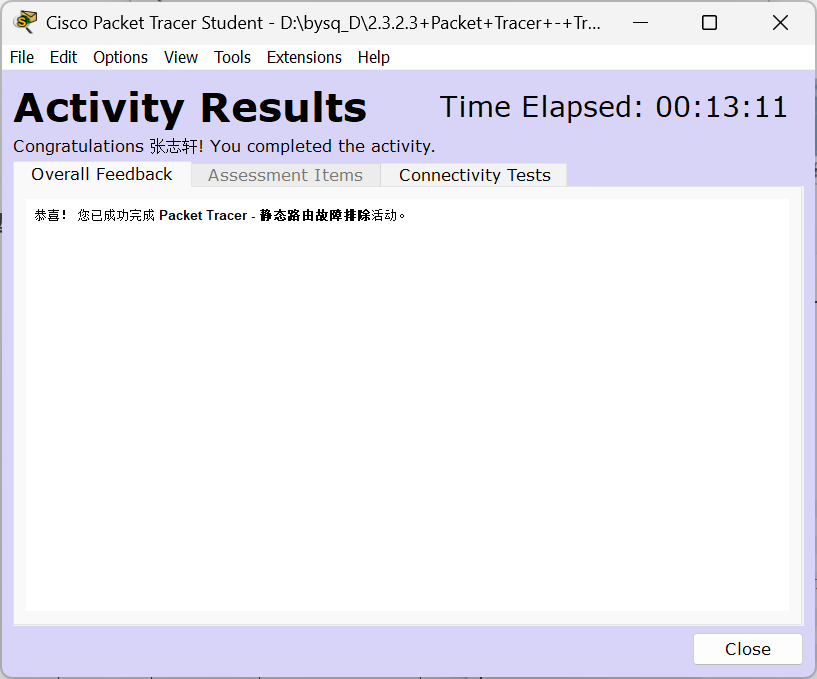 Cisco Packet Tracer Student - D:\bysq_D\2.3.2.3+Packet+Tracer+-+Tr...
File Edit Options View Tools Extensions Help
Activity Results Time Elapsed: 00:13:11
Congratulations 张志轩! You completed the activity.
Overall Feedback Assessment Items Connectivity Tests
恭喜！ 您已成功完成 Packet Tracer - 静态路由故障排除活动。
Close